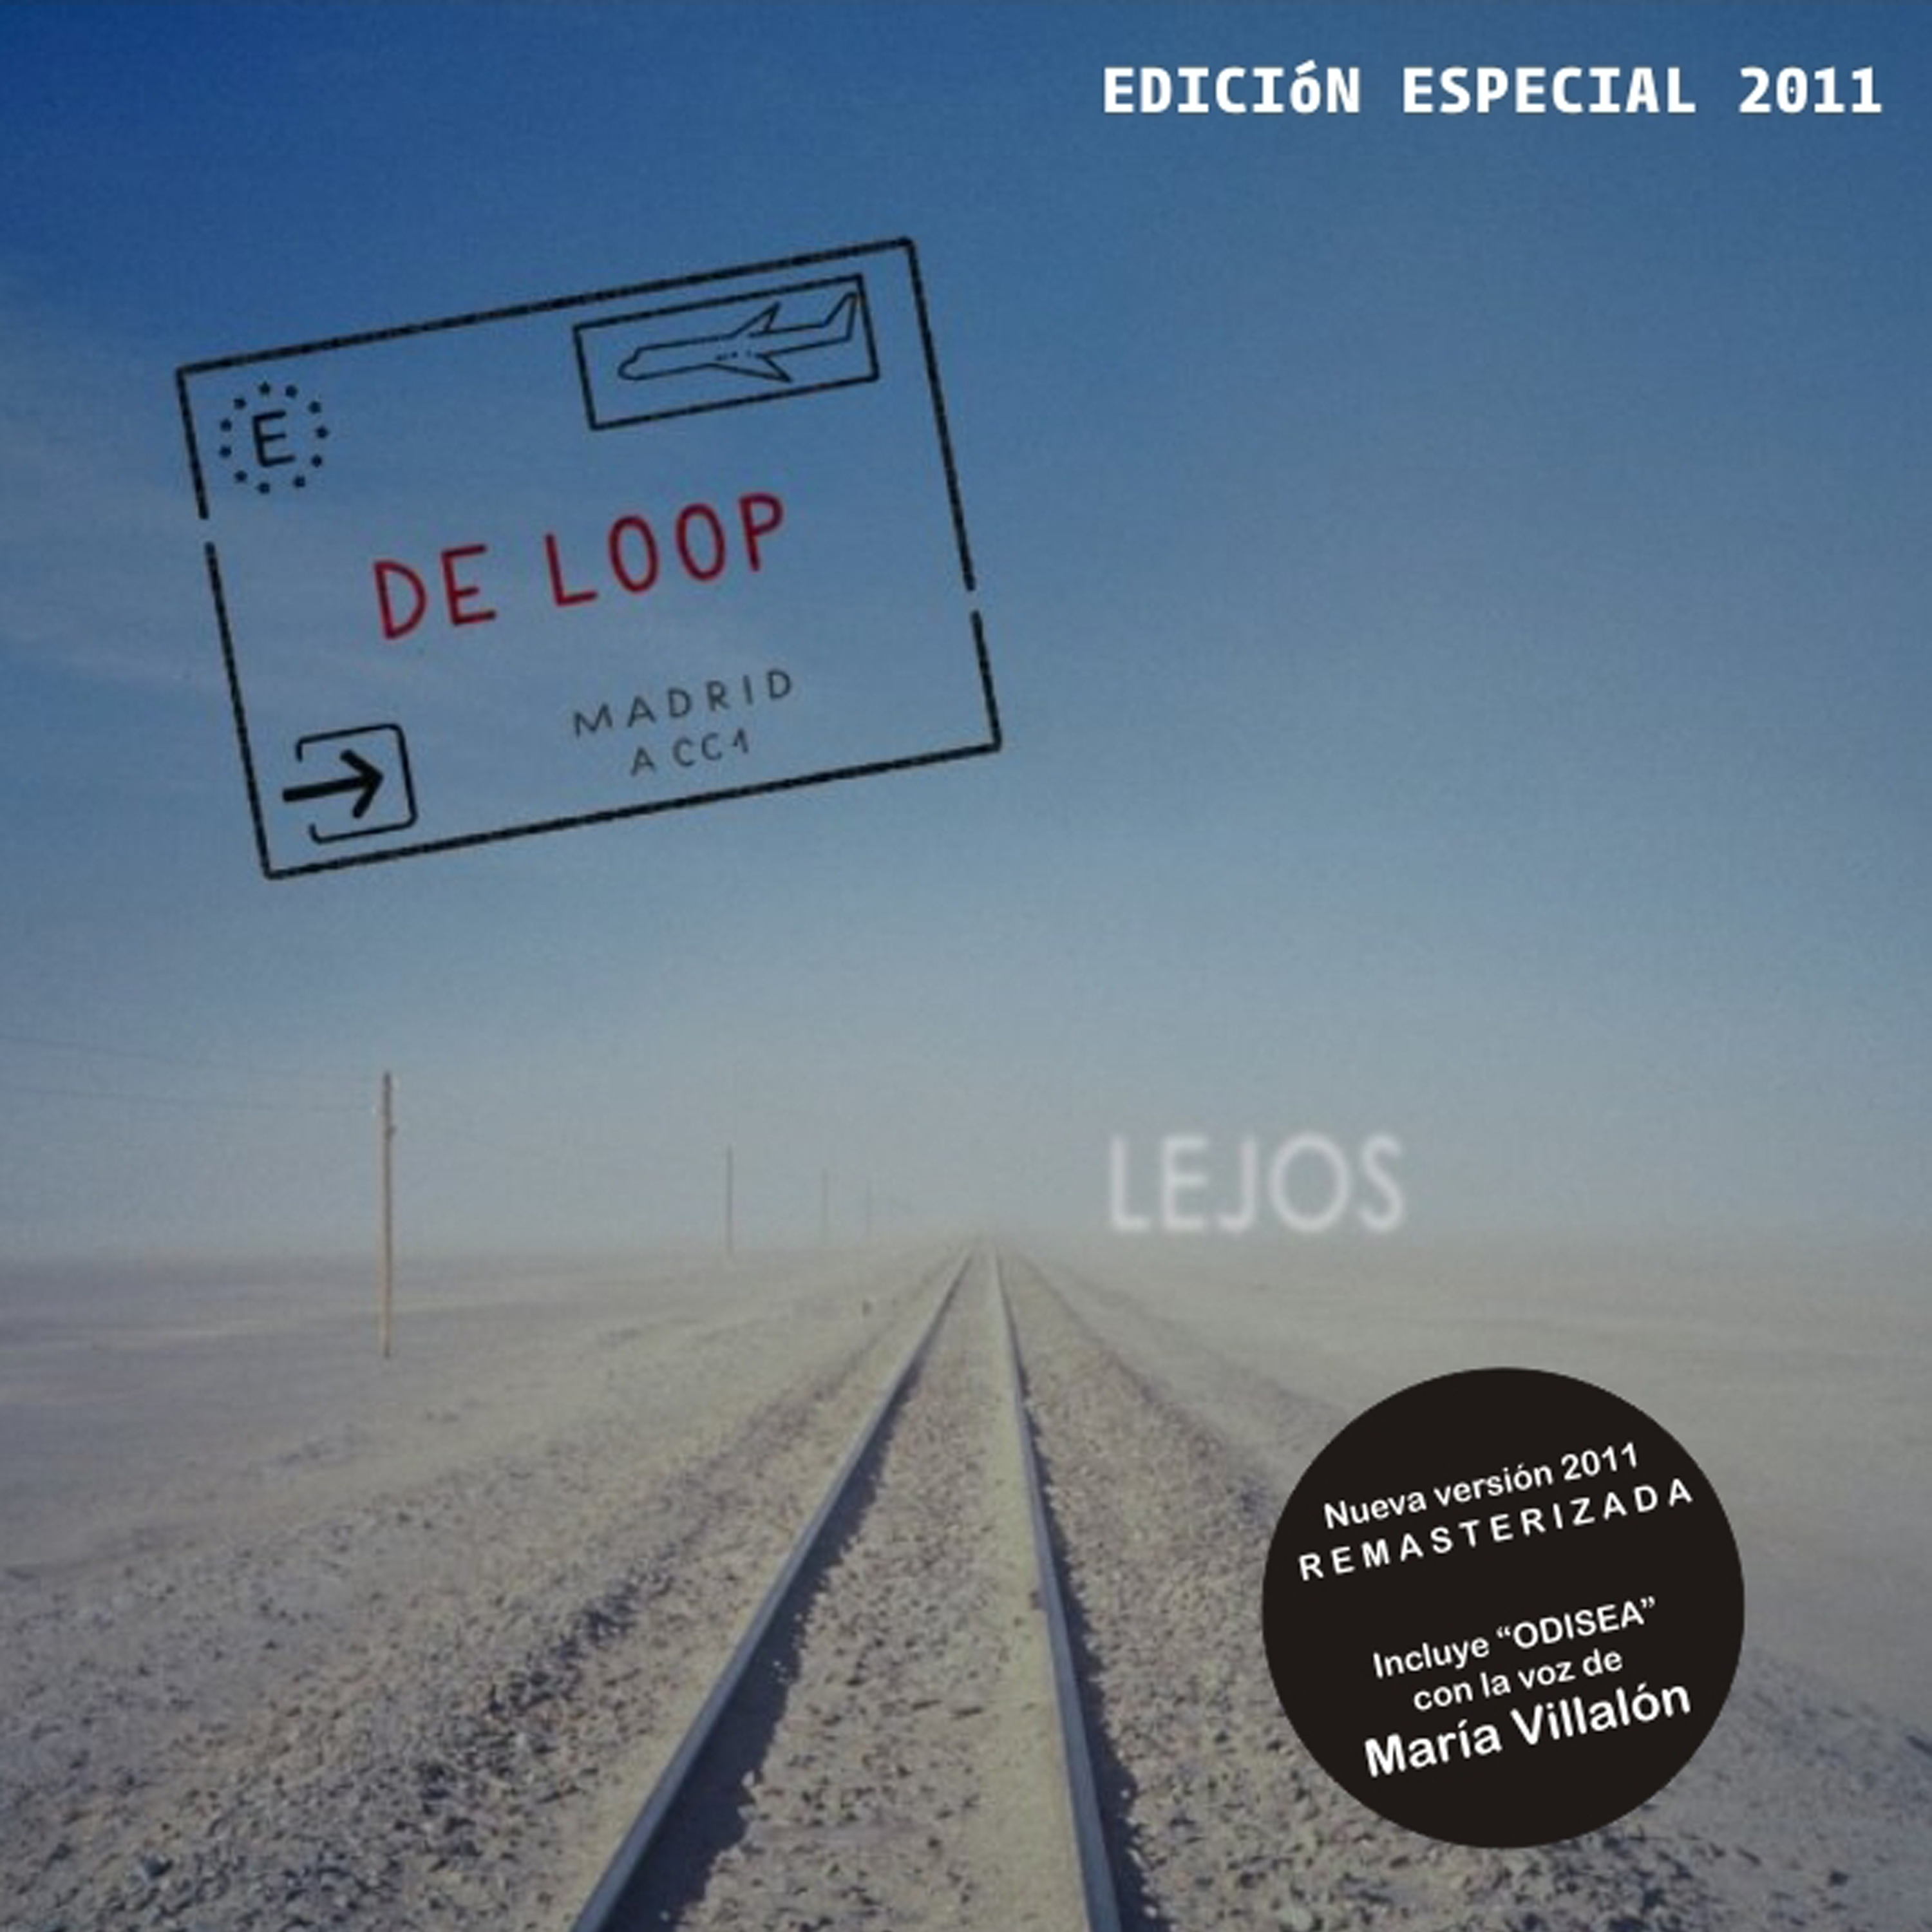 EDICIóN ESPECIAL 2011
E
DE LOOP
MADRID
A CC1
LEJOS
Nueva versión 2011
REMASTERIZADA
Incluye “ODISEA”
con la voz de
María Villalón